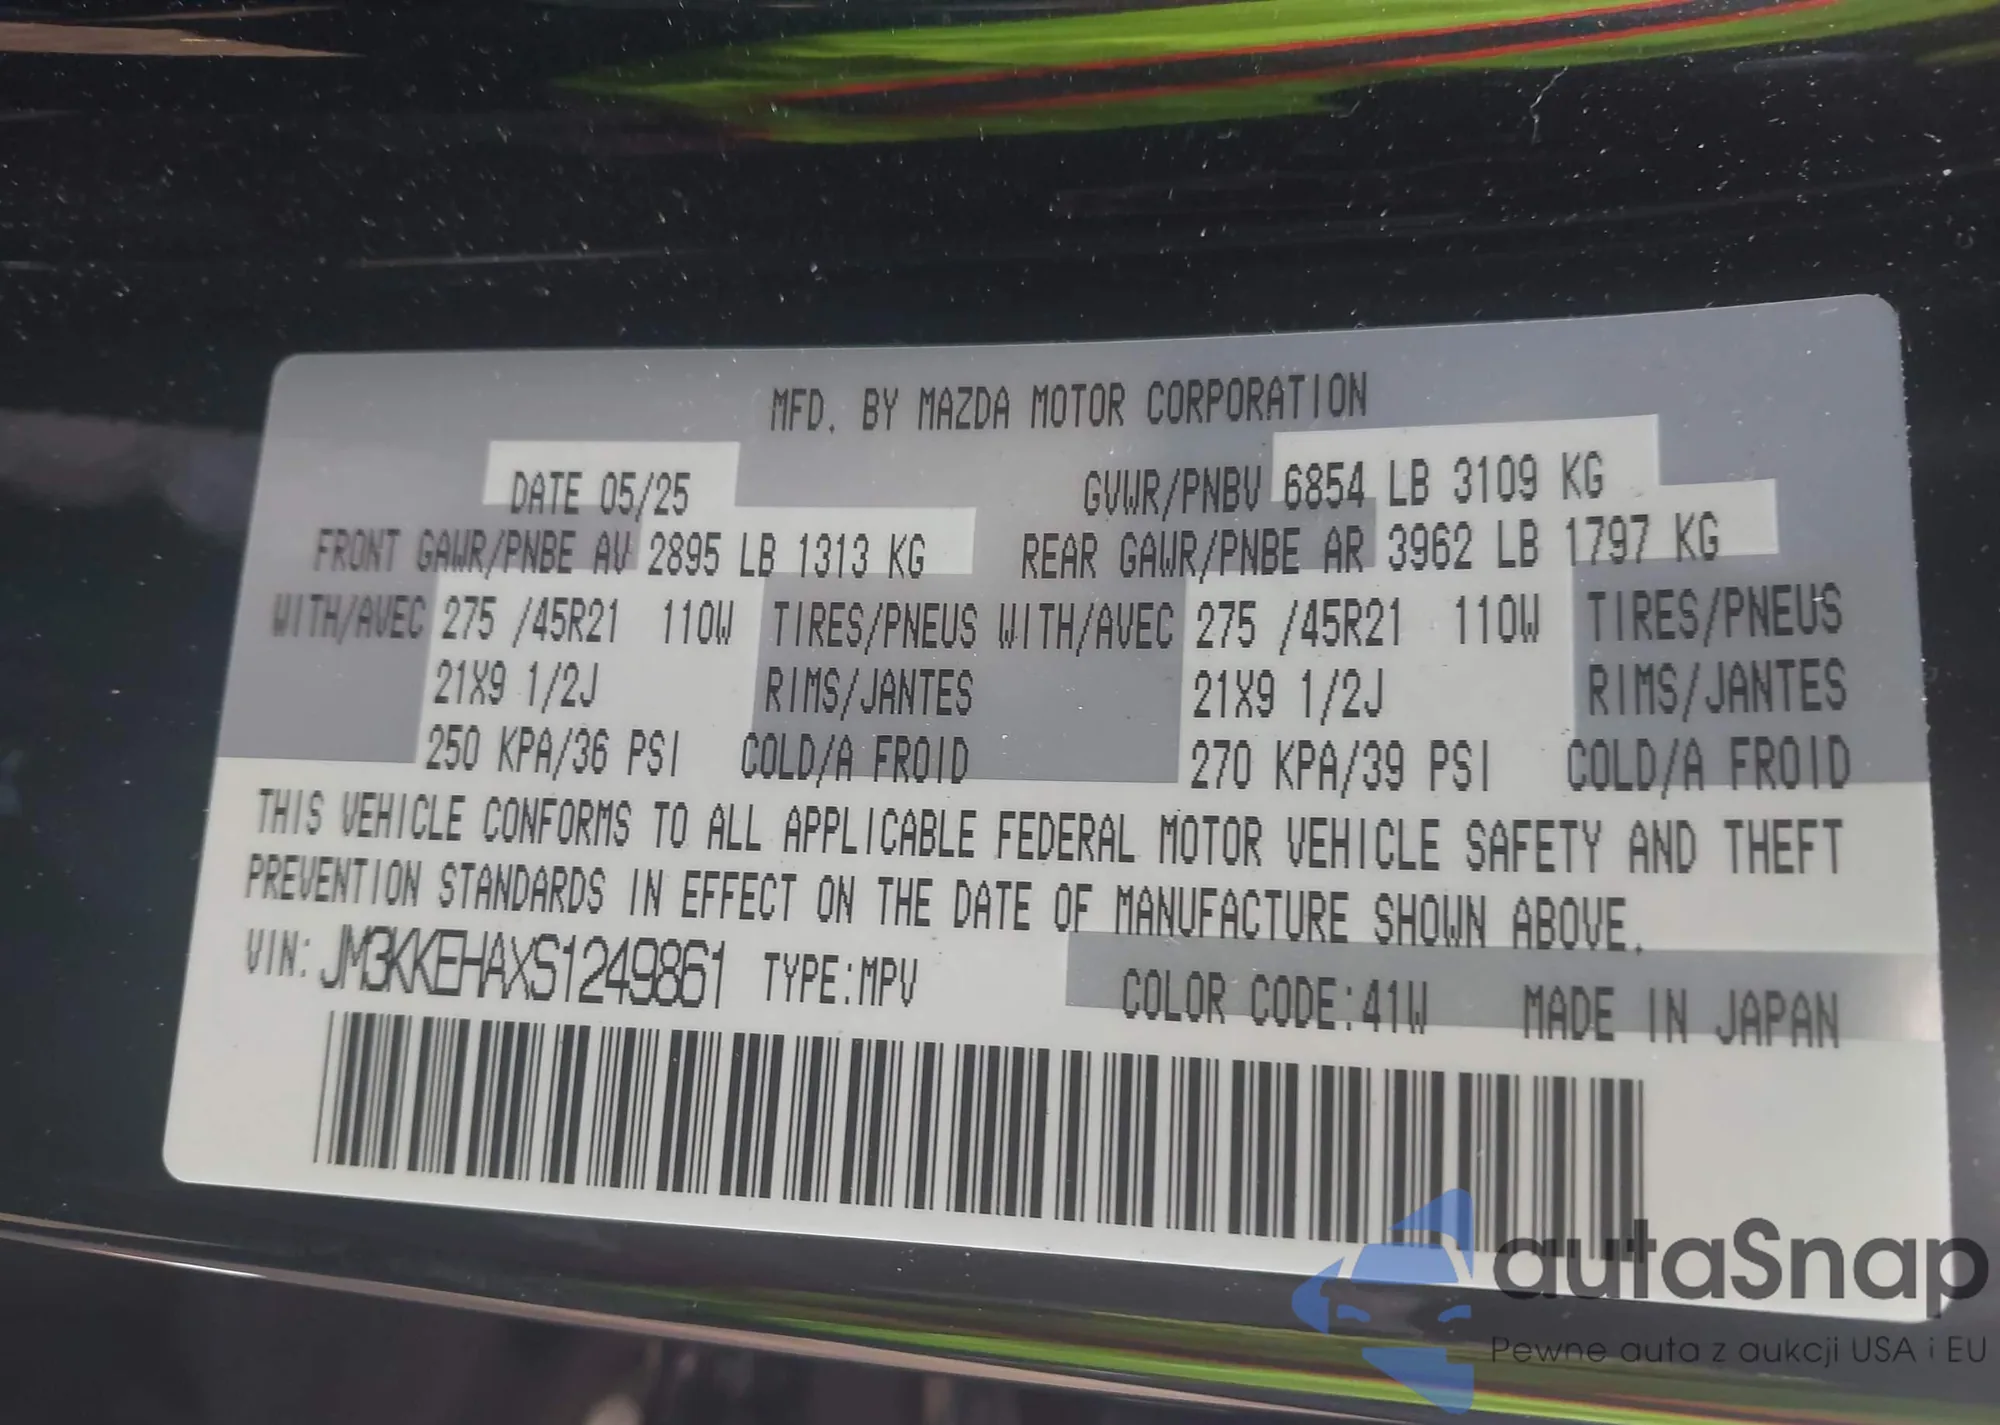 MFD. BY MAZDA MOTOR CORPORATION
DATE 05/25 GVWR/PNBV 6854 LB 3109 KG
FRONT GAWR/PNBE AV 2895 LB 1313 KG REAR GAWR/PNBE AR 3962 LB 1797 KG
WITH/AVEC 275 /45R21 110W TIRES/PNEUS WITH/AVEC 275 /45R21 110W TIRES/PNEUS
21X9 1/2J RIMS/JANTES 21X9 1/2J RIMS/JANTES
250 KPA/36 PSI COLD/A FROID 270 KPA/39 PSI COLD/A FROID
THIS VEHICLE CONFORMS TO ALL APPLICABLE FEDERAL MOTOR VEHICLE SAFETY AND THEFT
PREVENTION STANDARDS IN EFFECT ON THE DATE OF MANUFACTURE SHOWN ABOVE.
VIN: JM3KKEHAXS1249861 TYPE:MPV COLOR CODE:41W MADE IN JAPAN
autaSnap
Pewne auta z aukcji USA i EU